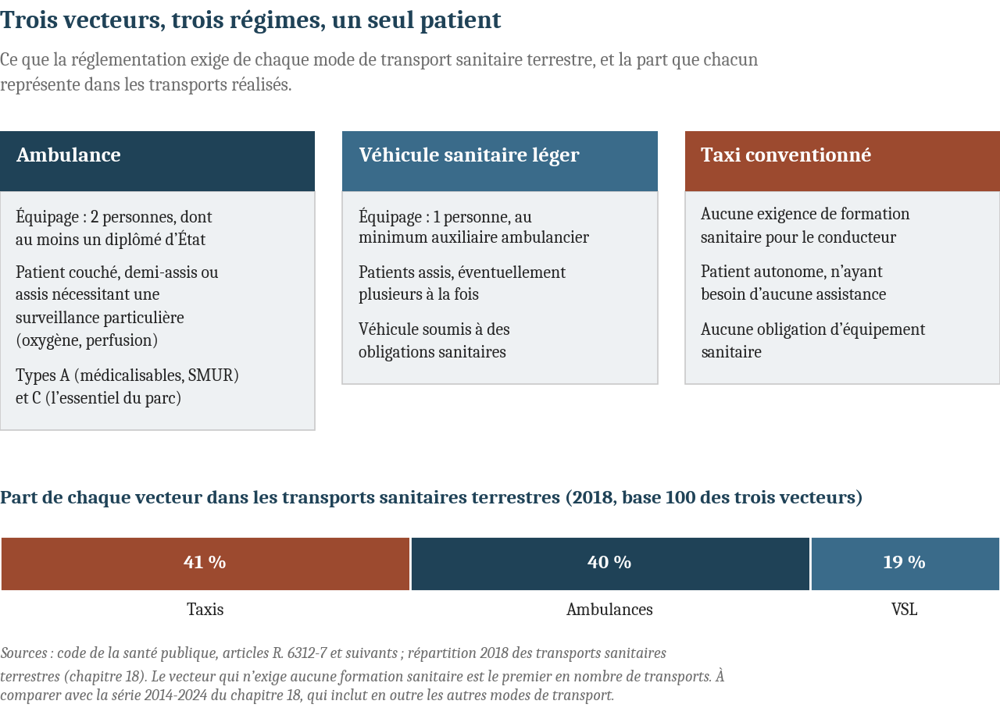 Trois vecteurs, trois régimes, un seul patient
Ce que la réglementation exige de chaque mode de transport sanitaire terrestre, et la part que chacun
représente dans les transports réalisés.
Ambulance
Équipage : 2 personnes, dont
au moins un diplômé d’État
Patient couché, demi-assis ou
assis nécessitant une
surveillance particulière
(oxygène, perfusion)
Types A (médicalisables, SMUR)
et C (l’essentiel du parc)
Véhicule sanitaire léger
Équipage : 1 personne, au
minimum auxiliaire ambulancier
Patients assis, éventuellement
plusieurs à la fois
Véhicule soumis à des
obligations sanitaires
Taxi conventionné
Aucune exigence de formation
sanitaire pour le conducteur
Patient autonome, n’ayant
besoin d’aucune assistance
Aucune obligation d’équipement
sanitaire
Part de chaque vecteur dans les transports sanitaires terrestres (2018, base 100 des trois vecteurs)
41 %
40 %
19 %
Taxis
Ambulances
VSL
Sources : code de la santé publique, articles R. 6312-7 et suivants ; répartition 2018 des transports sanitaires
terrestres (chapitre 18). Le vecteur qui n’exige aucune formation sanitaire est le premier en nombre de transports. À
comparer avec la série 2014-2024 du chapitre 18, qui inclut en outre les autres modes de transport.